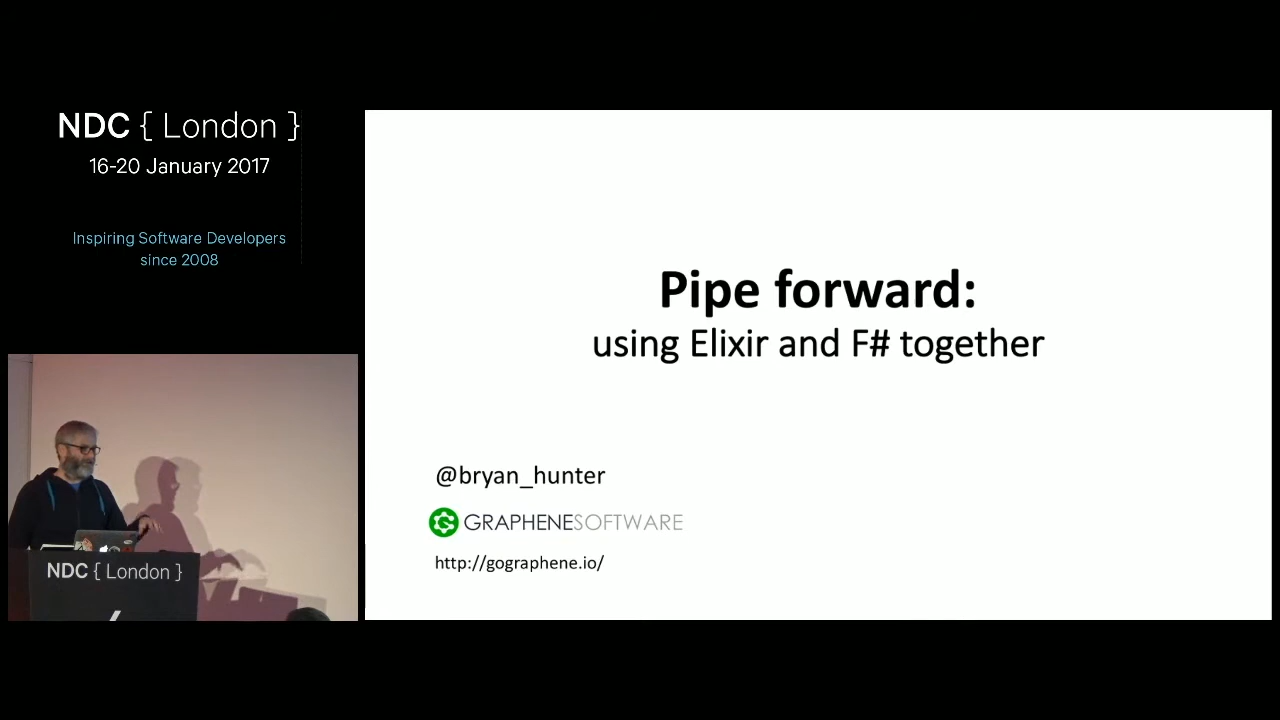 NDC { London }
16-20 January 2017
Inspiring Software Developers
since 2008
Pipe forward:
using Elixir and F# together
@bryan_hunter
GRAPHENESOFTWARE
http://gographene.io/
NDC { London }